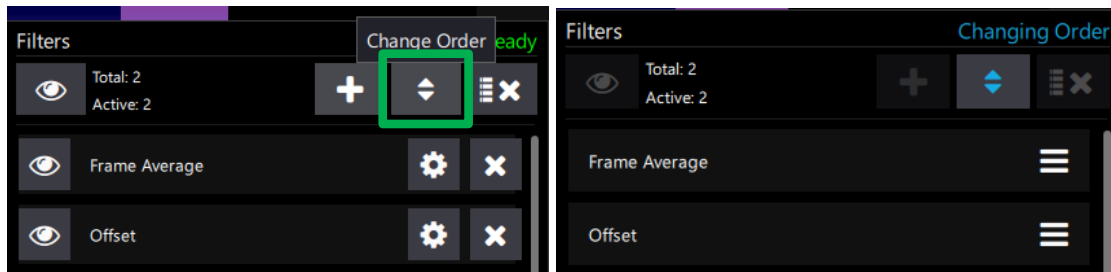 Filters
Change Order
eady
Total: 2
Active: 2
Frame Average
Offset
Filters
Changing Order
Total: 2
Active: 2
Frame Average
Offset